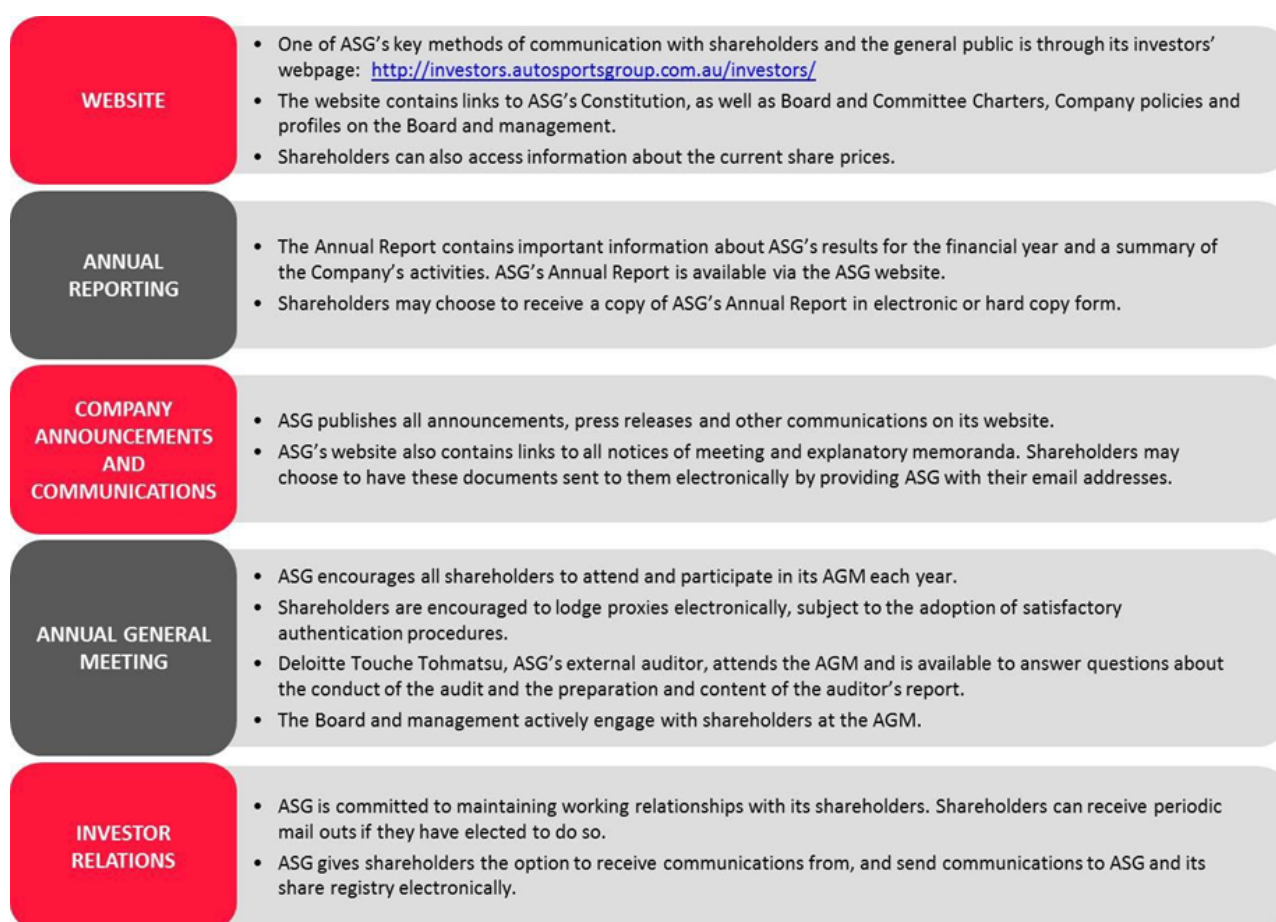 WEBSITE
• One of ASG's key methods of communication with shareholders and the general public is through its investors'
webpage: http://investors.autosportsgroup.com.au/investors/
• The website contains links to ASG's Constitution, as well as Board and Committee Charters, Company policies and
profiles on the Board and management.
• Shareholders can also access information about the current share prices.
ANNUAL
REPORTING
• The Annual Report contains important information about ASG's results for the financial year and a summary of
the Company's activities. ASG's Annual Report is available via the ASG website.
• Shareholders may choose to receive a copy of ASG's Annual Report in electronic or hard copy form.
COMPANY
ANNOUNCEMENTS
AND
COMMUNICATIONS
• ASG publishes all announcements, press releases and other communications on its website.
• ASG's website also contains links to all notices of meeting and explanatory memoranda. Shareholders may
choose to have these documents sent to them electronically by providing ASG with their email addresses.
ANNUAL GENERAL
MEETING
• ASG encourages all shareholders to attend and participate in its AGM each year.
• Shareholders are encouraged to lodge proxies electronically, subject to the adoption of satisfactory
authentication procedures.
• Deloitte Touche Tohmatsu, ASG's external auditor, attends the AGM and is available to answer questions about
the conduct of the audit and the preparation and content of the auditor's report.
• The Board and management actively engage with shareholders at the AGM.
INVESTOR
RELATIONS
• ASG is committed to maintaining working relationships with its shareholders. Shareholders can receive periodic
mail outs if they have elected to do so.
• ASG gives shareholders the option to receive communications from, and send communications to ASG and its
share registry electronically.